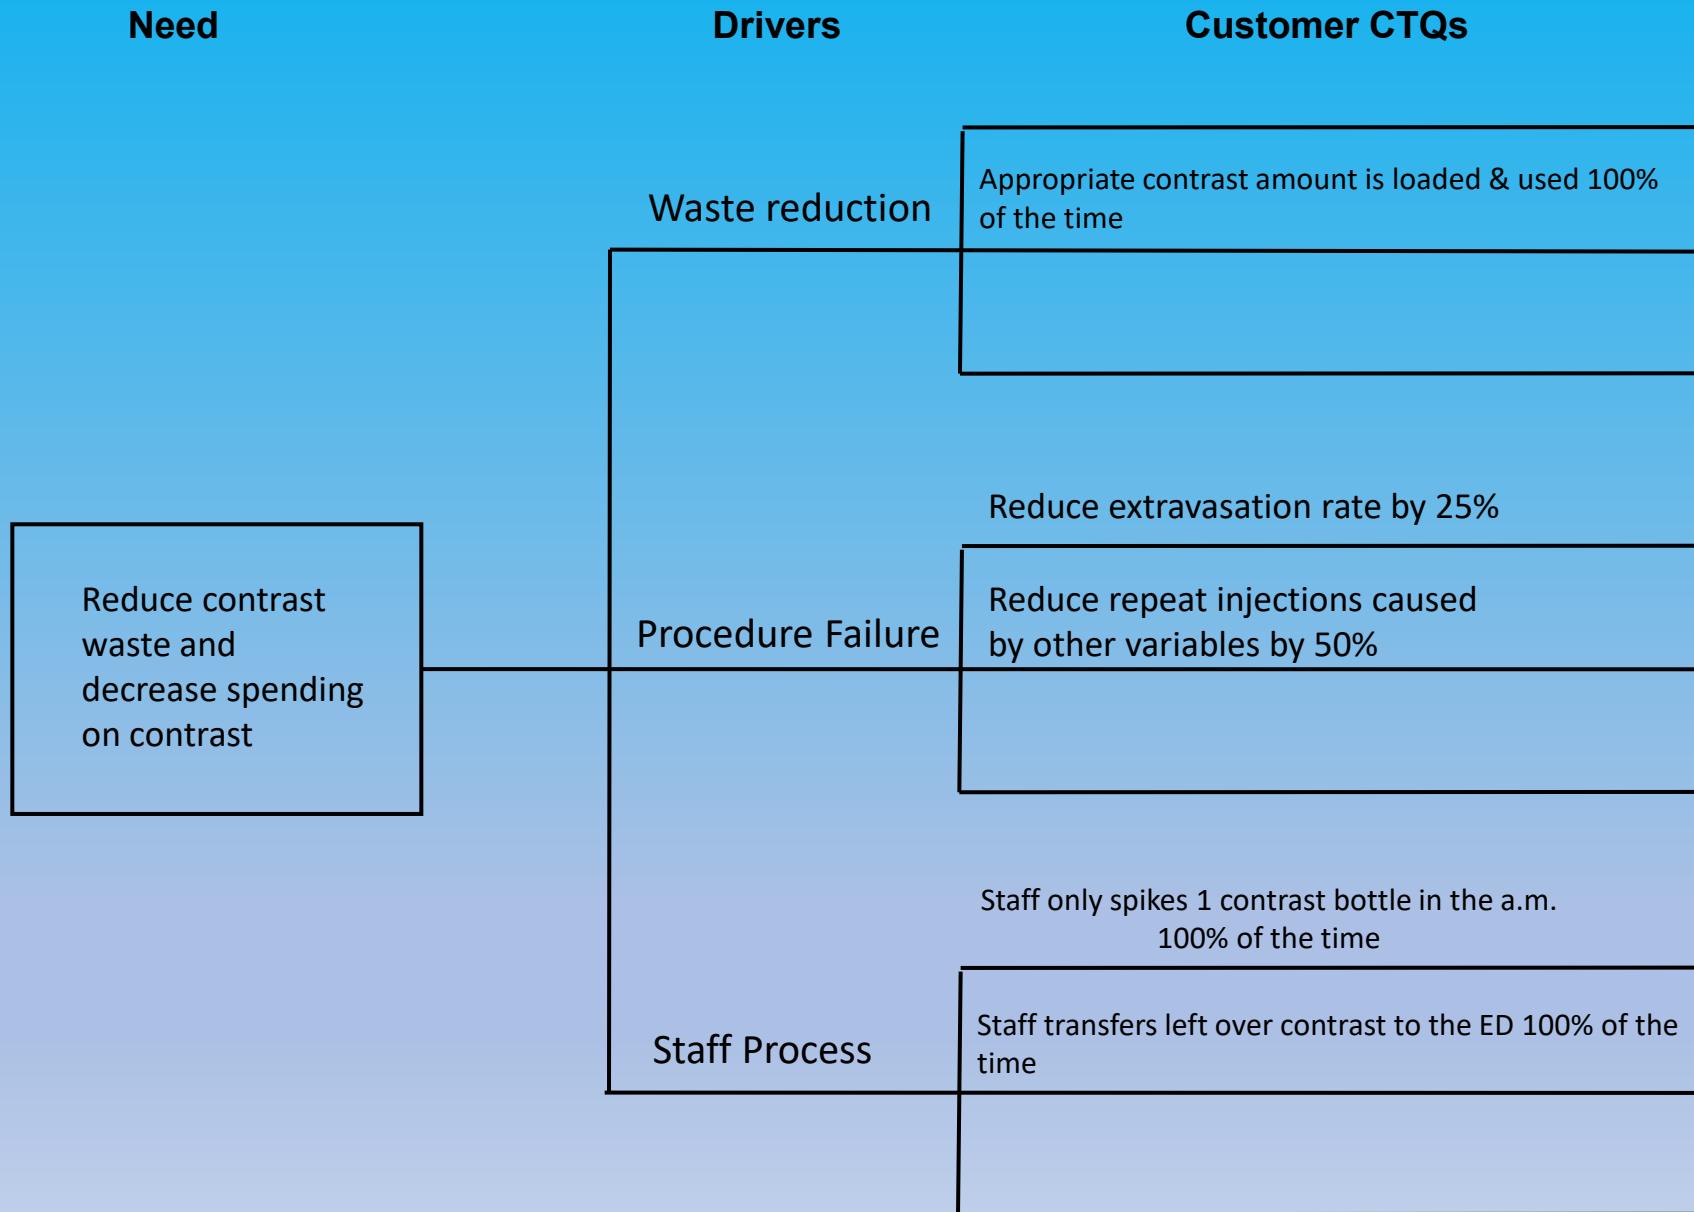 Need
Drivers
Customer CTQs
Waste reduction
Appropriate contrast amount is loaded & used 100%
of the time
Reduce extravasation rate by 25%
Reduce contrast
waste and
decrease spending
on contrast
Procedure Failure
Reduce repeat injections caused
by other variables by 50%
Staff only spikes 1 contrast bottle in the a.m.
100% of the time
Staff Process
Staff transfers left over contrast to the ED 100% of the
time